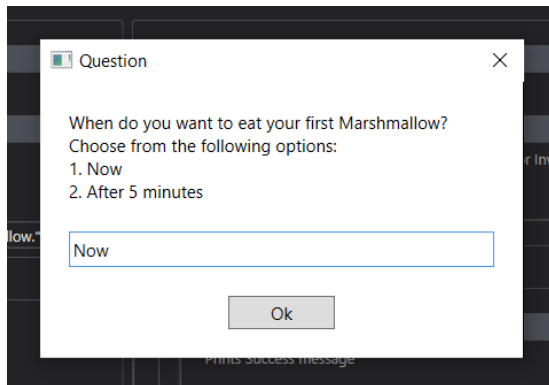 Question
When do you want to eat your first Marshmallow?
Choose from the following options:
1. Now
2. After 5 minutes
r Inv
llow."
Now
Ok
Prints Success message